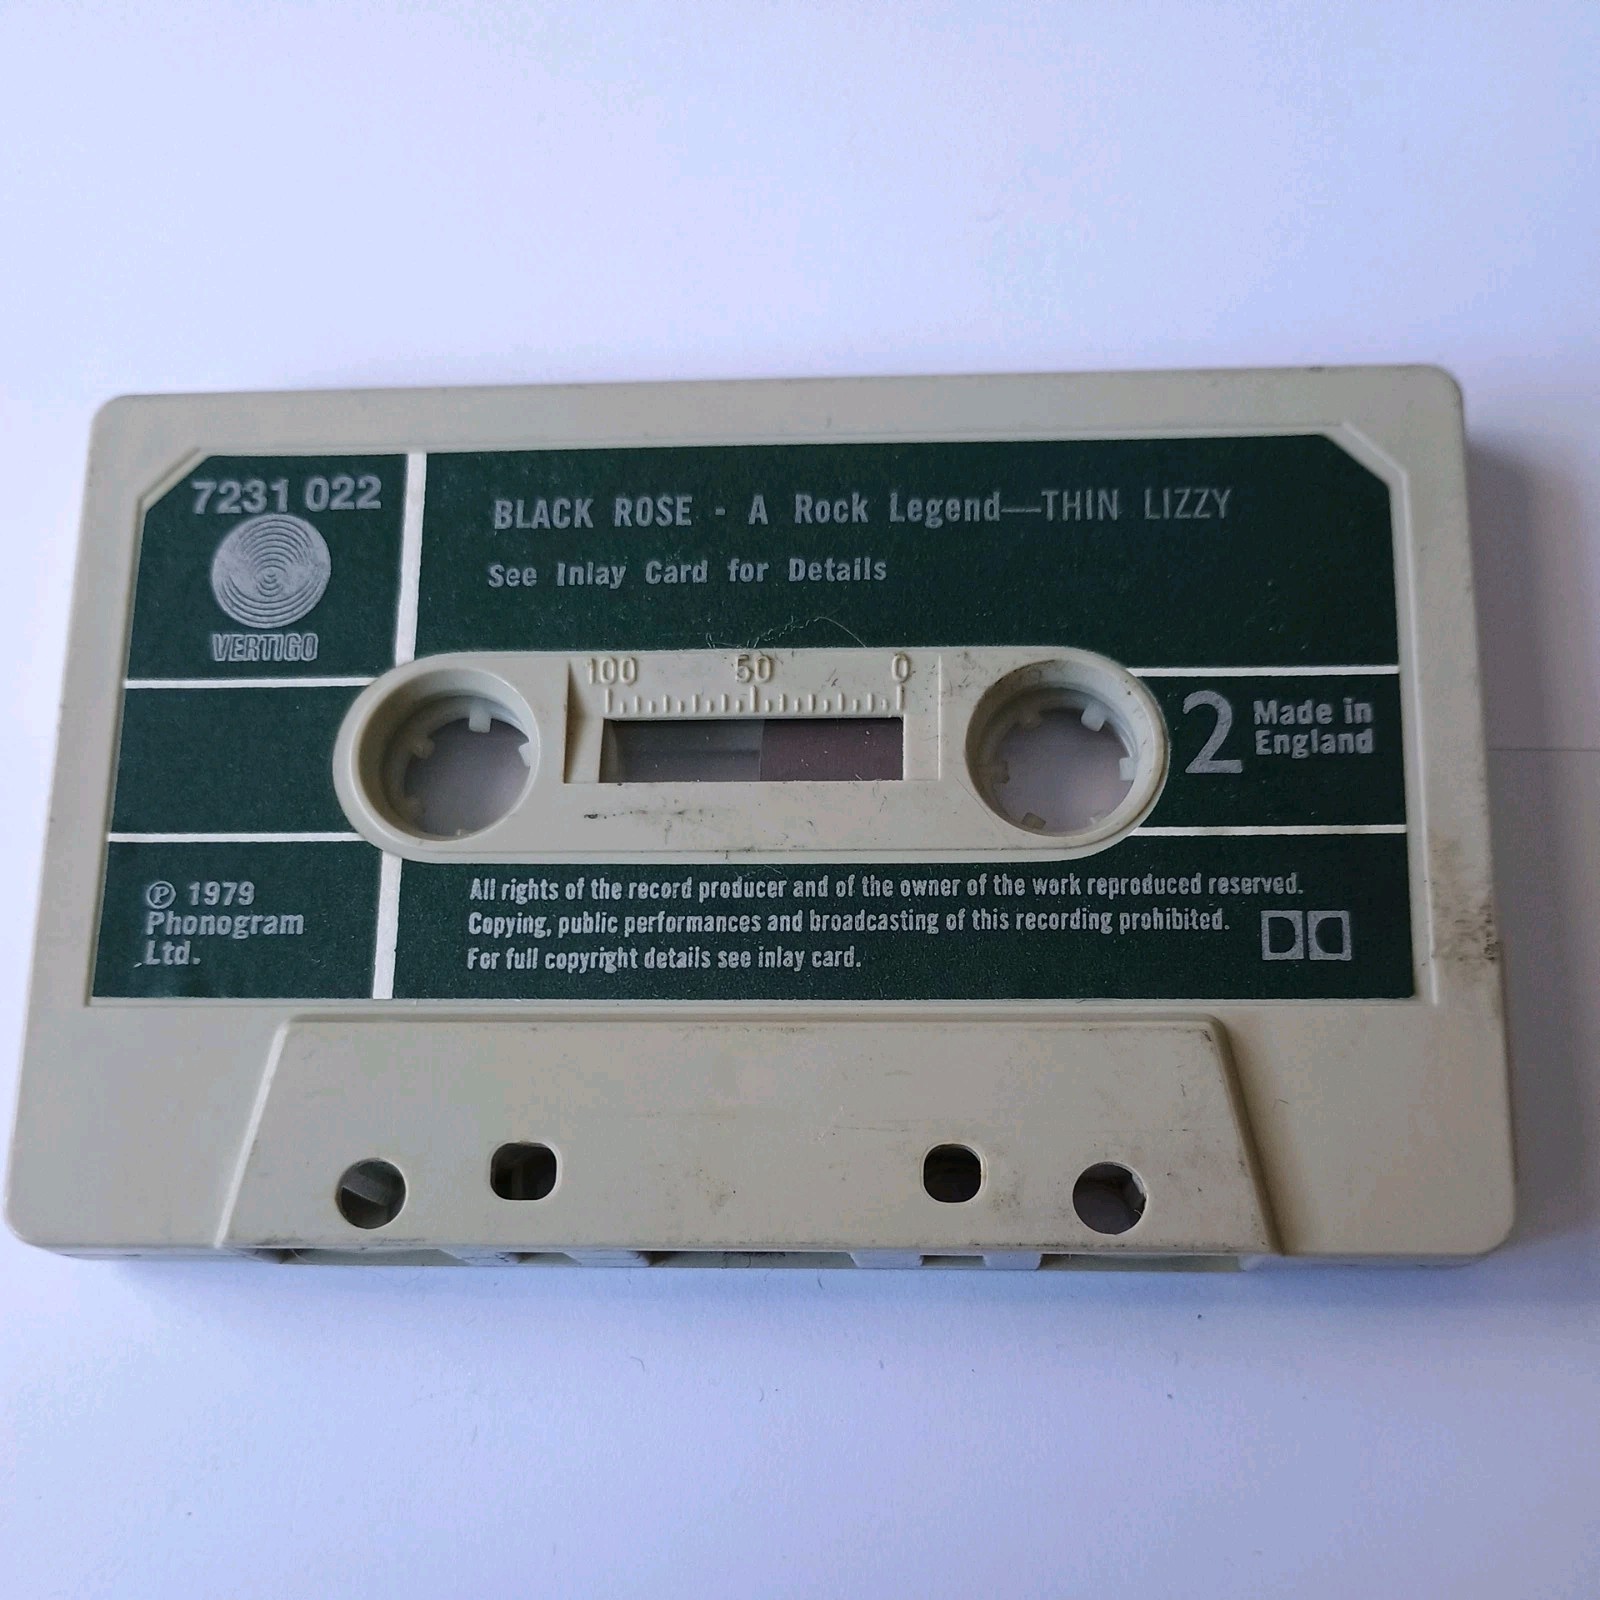 7231 022
VERTIGO
BLACK ROSE - A Rock Legend—THIN LIZZY
See Inlay Card for Details
100 50 0
2
Made in
England
℗ 1979
Phonogram
Ltd.
All rights of the record producer and of the owner of the work reproduced reserved.
Copying, public performances and broadcasting of this recording prohibited.
For full copyright details see inlay card.